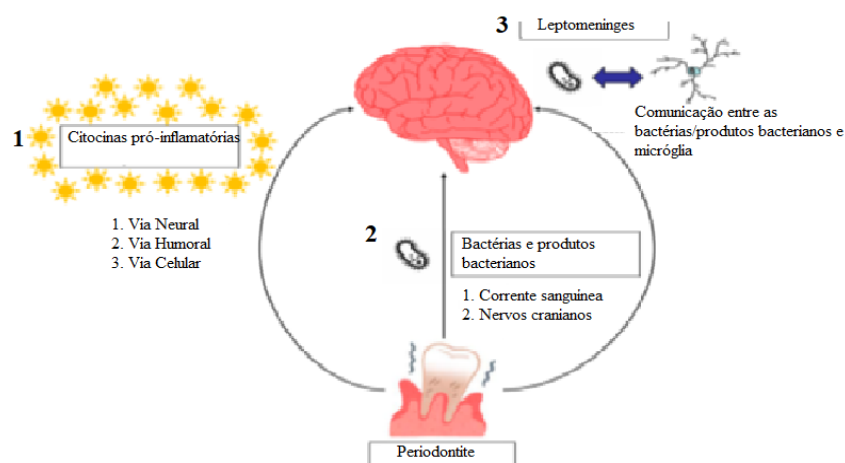 3
Leptomeninges
1
Citocinas pró-inflamatórias
Comunicação entre as
bactérias/produtos bacterianos e
micróglia
1. Via Neural
2. Via Humoral
3. Via Celular
2
Bactérias e produtos
bacterianos
1. Corrente sanguinea
2. Nervos cranianos
Periodontite